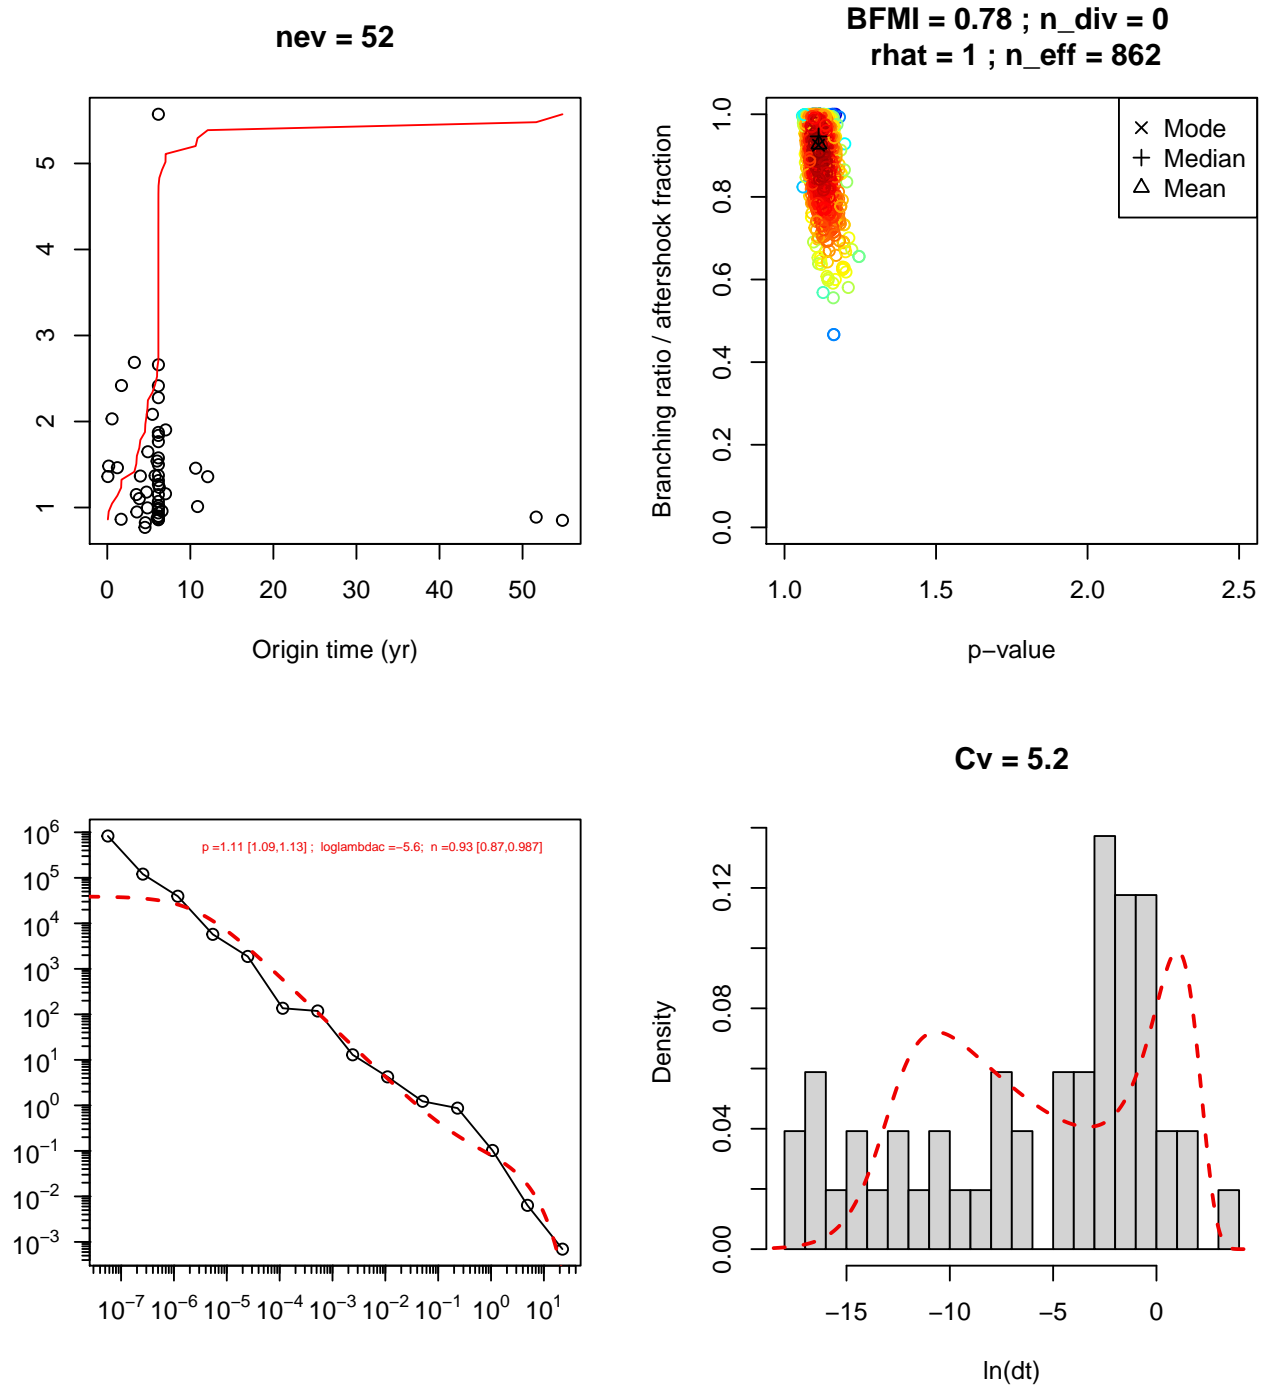 nev = 52
5
4
3
2
1
0 10 20 30 40 50
Origin time (yr)
BFMI = 0.78 ; n_div = 0
rhat = 1 ; n_eff = 862
Branching ratio / aftershock fraction
1.0
0.8
0.6
0.4
0.2
0.0
Mode
Median
Mean
1.0 1.5 2.0 2.5
p−value
p =1.11 [1.09,1.13] ; loglambdac =−5.6; n =0.93 [0.87,0.987]
10^6
10^5
10^4
10^3
10^2
10^1
10^0
10^−1
10^−2
10^−3
10^−7 10^−6 10^−5 10^−4 10^−3 10^−2 10^−1 10^0 10^1
Cv = 5.2
Density
0.12
0.08
0.04
0.00
−15 −10 −5 0
ln(dt)